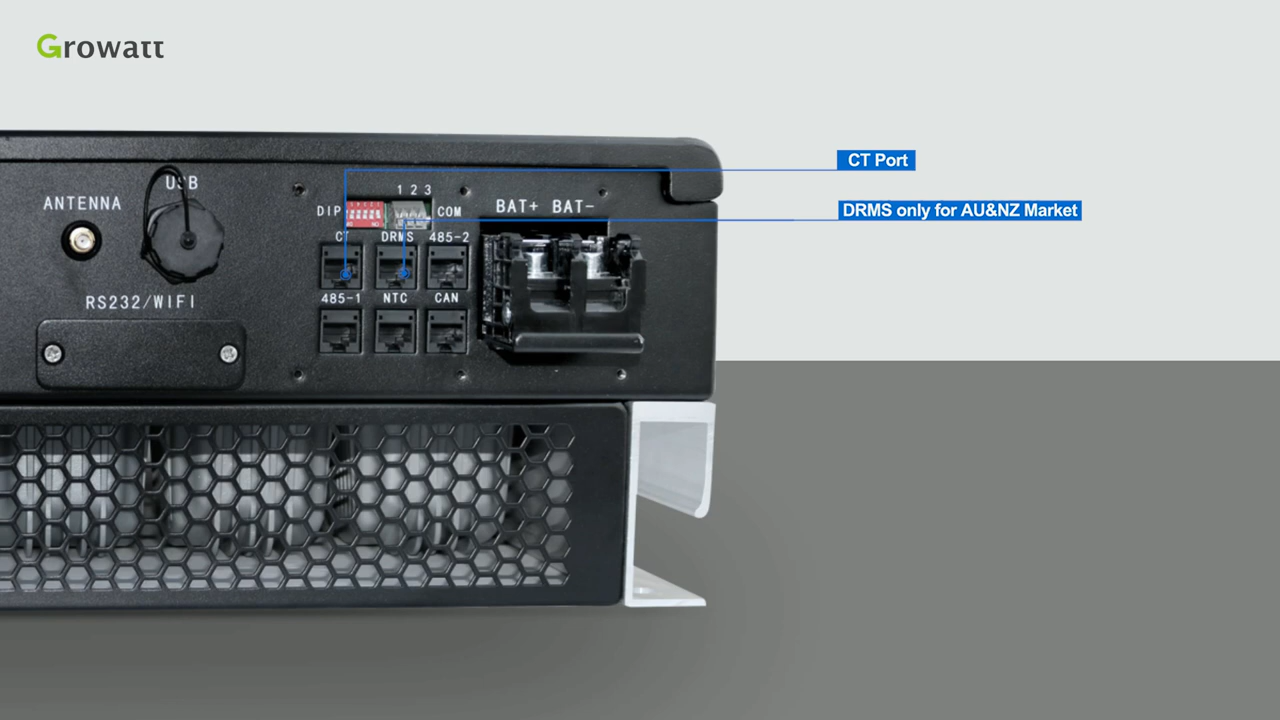 Growatt
CT Port
DRMS only for AU&NZ Market
ANTENNA
USB
RS232/WIFI
1 2 3
DIP
COM
CT
DRMS
485-2
485-1
NTC
CAN
BAT+ BAT-